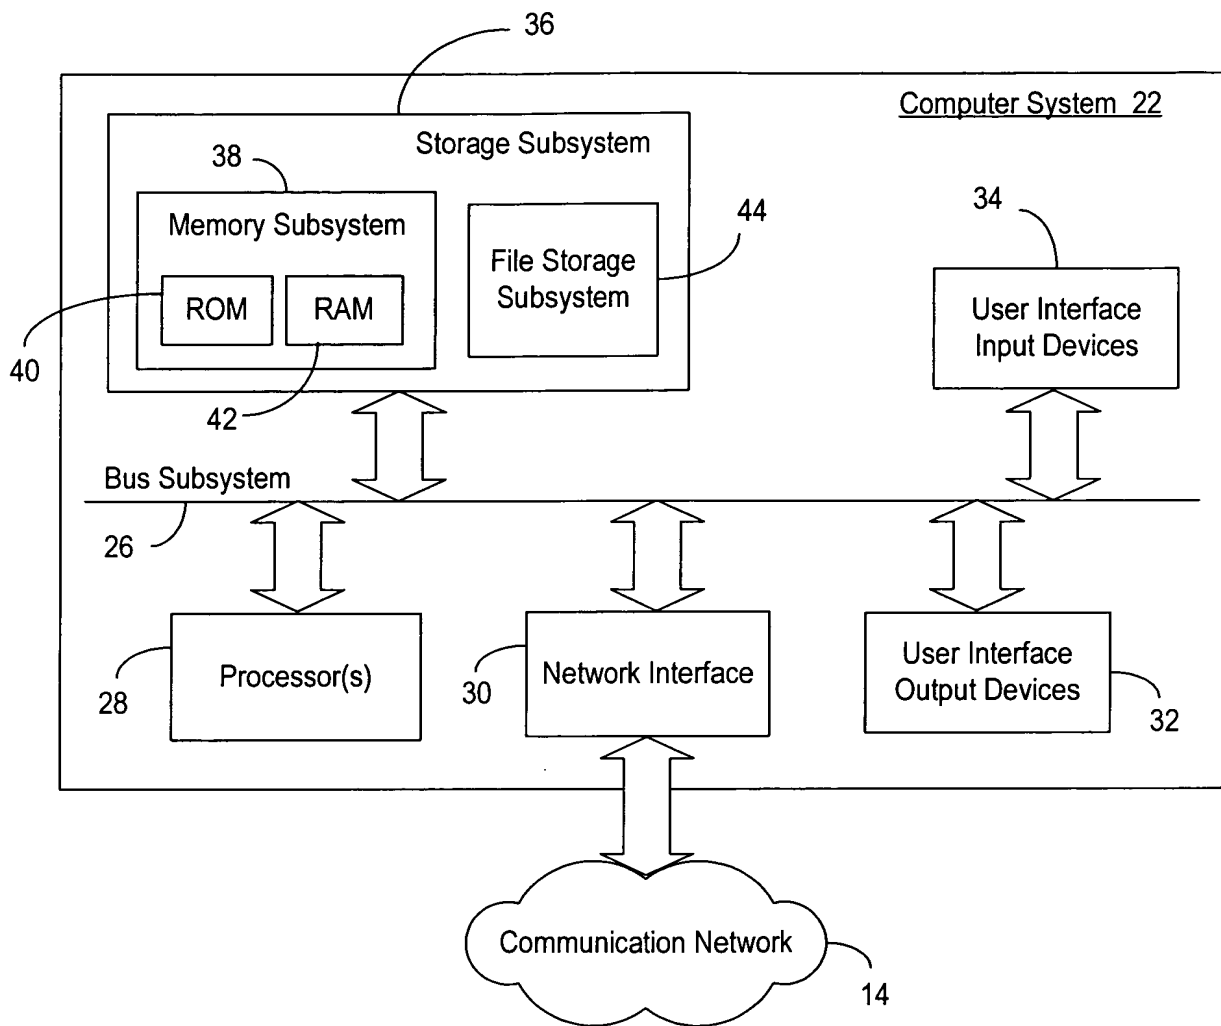 36
Computer System 22
Storage Subsystem
38
Memory Subsystem
44
34
File Storage
Subsystem
ROM
RAM
User Interface
Input Devices
40
42
Bus Subsystem
26
Processor(s)
28
Network Interface
30
User Interface
Output Devices
32
Communication Network
14